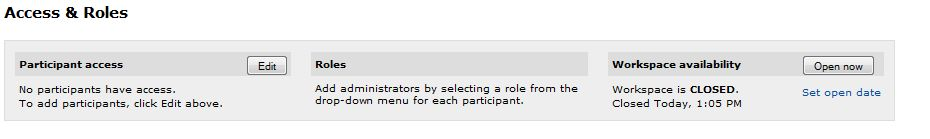 Access & Roles
Participant access
Edit
No participants have access.
To add participants, click Edit above.
Roles
Add administrators by selecting a role from the
drop-down menu for each participant.
Workspace availability
Open now
Workspace is CLOSED.
Closed Today, 1:05 PM
Set open date